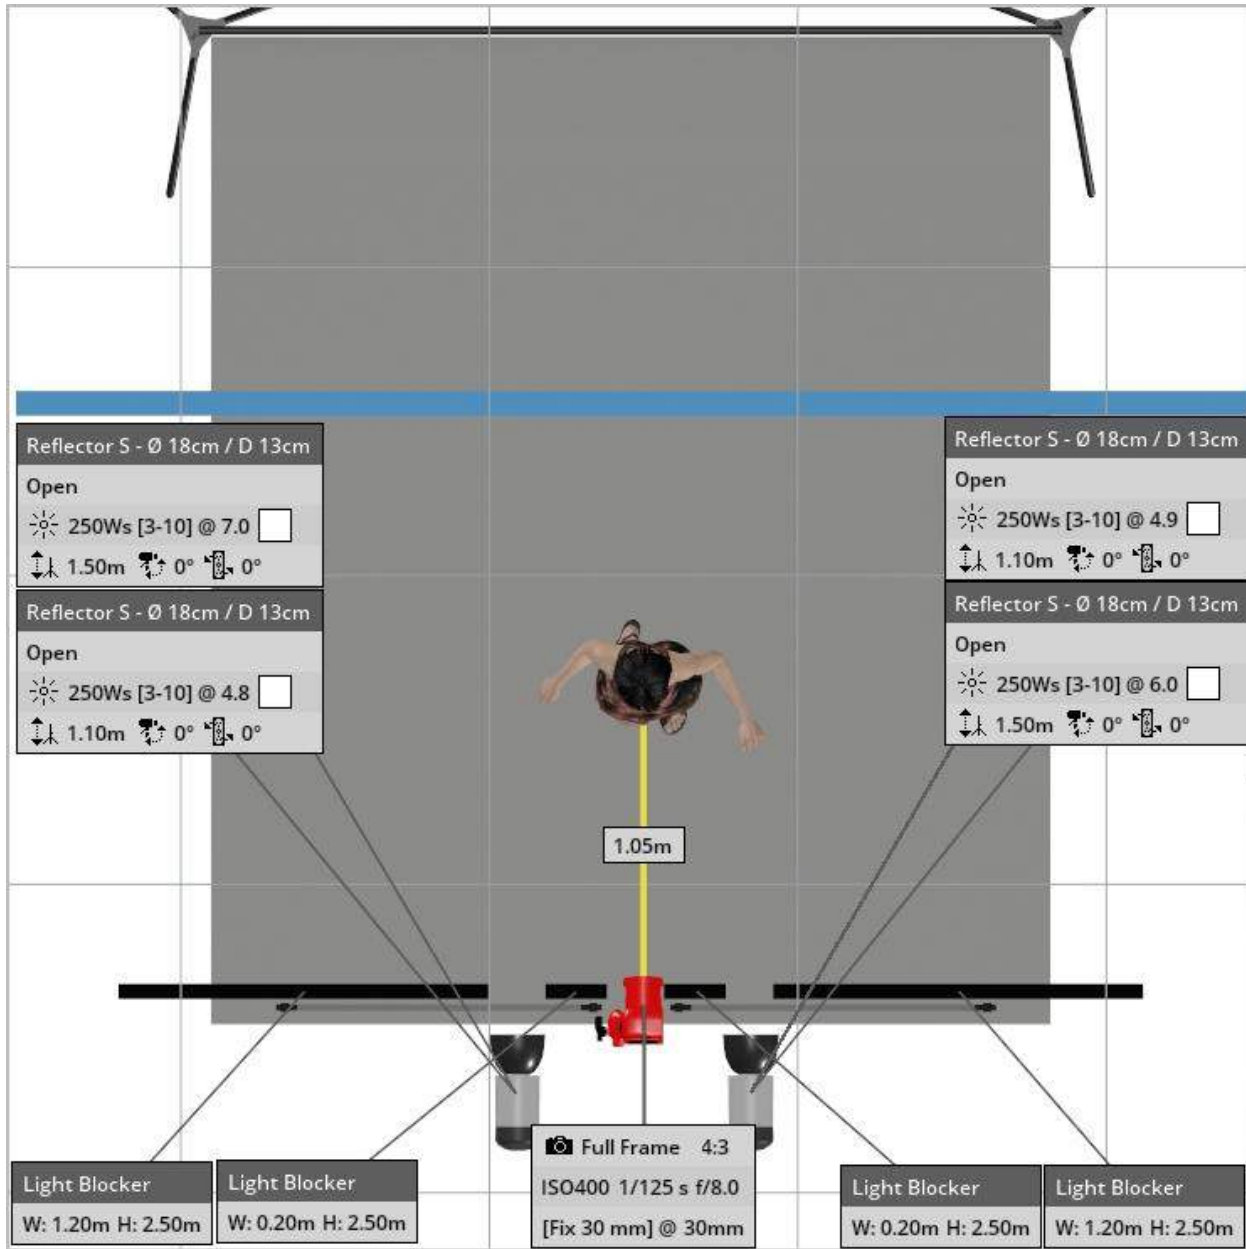 Reflector S - Ø 18cm / D 13cm
Open
250Ws [3-10] @ 7.0
1.50m 0° 0°
Reflector S - Ø 18cm / D 13cm
Open
250Ws [3-10] @ 4.8
1.10m 0° 0°
Reflector S - Ø 18cm / D 13cm
Open
250Ws [3-10] @ 4.9
1.10m 0° 0°
Reflector S - Ø 18cm / D 13cm
Open
250Ws [3-10] @ 6.0
1.50m 0° 0°
1.05m
Light Blocker
W: 1.20m H: 2.50m
Light Blocker
W: 0.20m H: 2.50m
Full Frame 4:3
ISO400 1/125 s f/8.0
[Fix 30 mm] @ 30mm
Light Blocker
W: 0.20m H: 2.50m
Light Blocker
W: 1.20m H: 2.50m